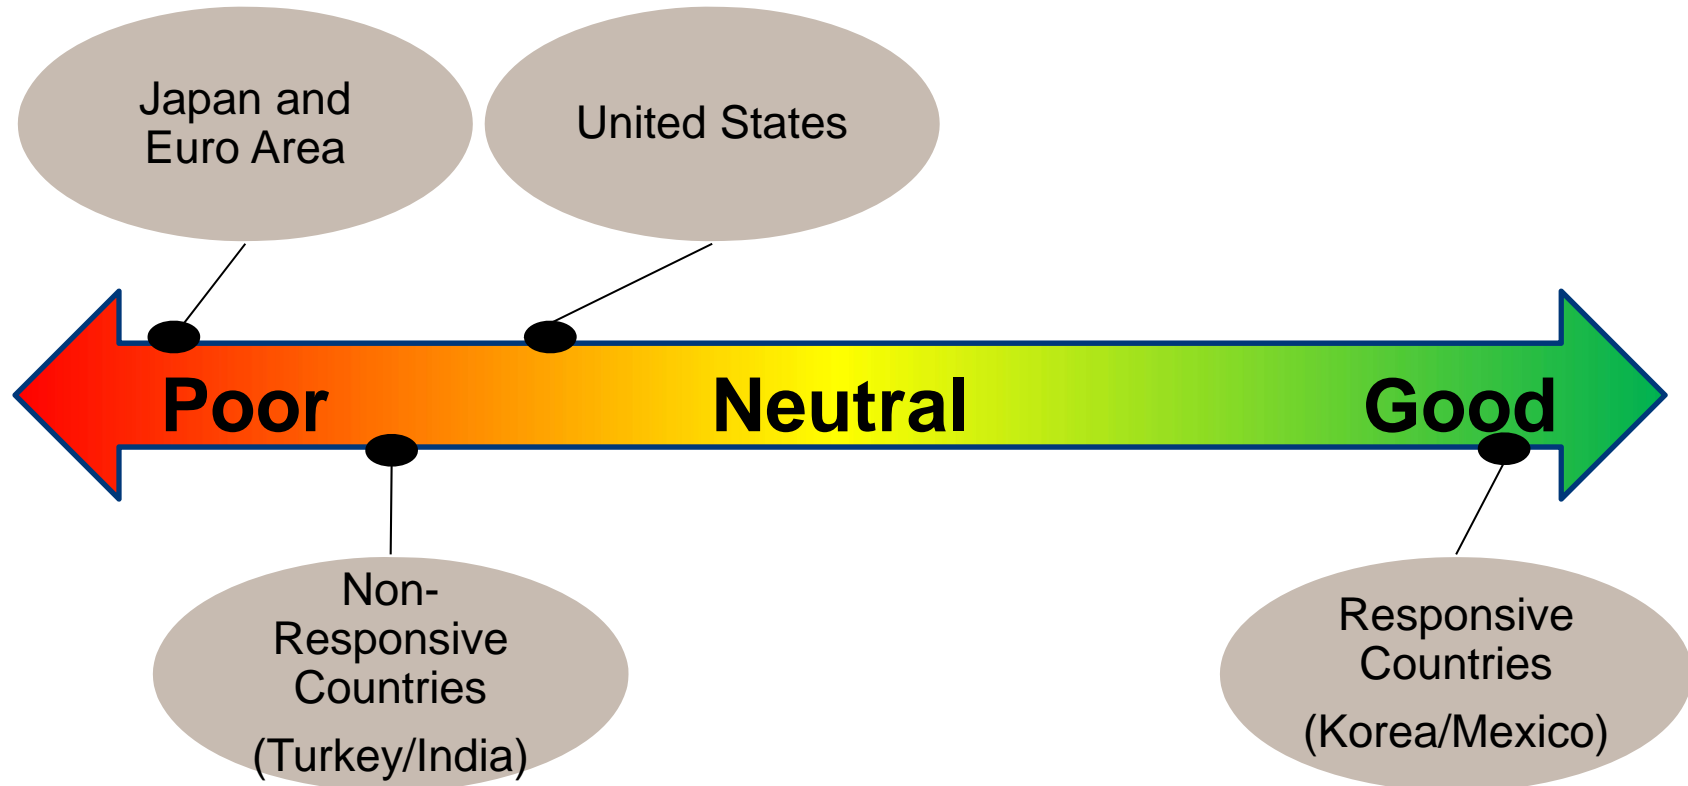 Japan and
Euro Area
United States
Poor
Neutral
Good
Non-
Responsive
Countries
(Turkey/India)
Responsive
Countries
(Korea/Mexico)